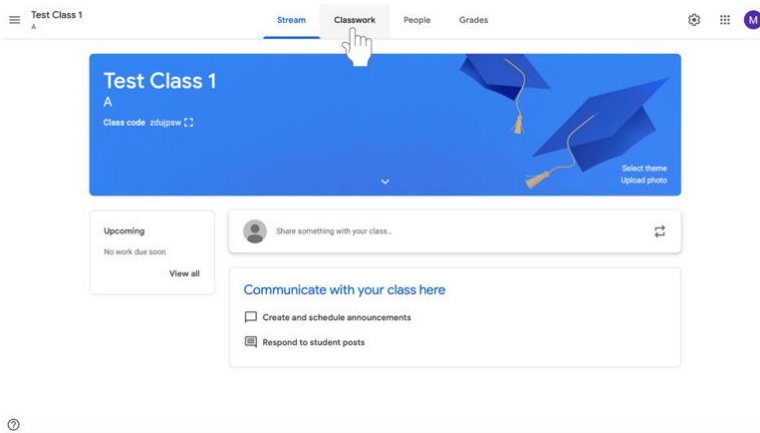 Test Class 1
A
Stream Classwork People Grades
M
Test Class 1
A
Class code zdujpsw
Select theme
Upload photo
Upcoming
No work due soon
View all
Share something with your class...
Communicate with your class here
Create and schedule announcements
Respond to student posts